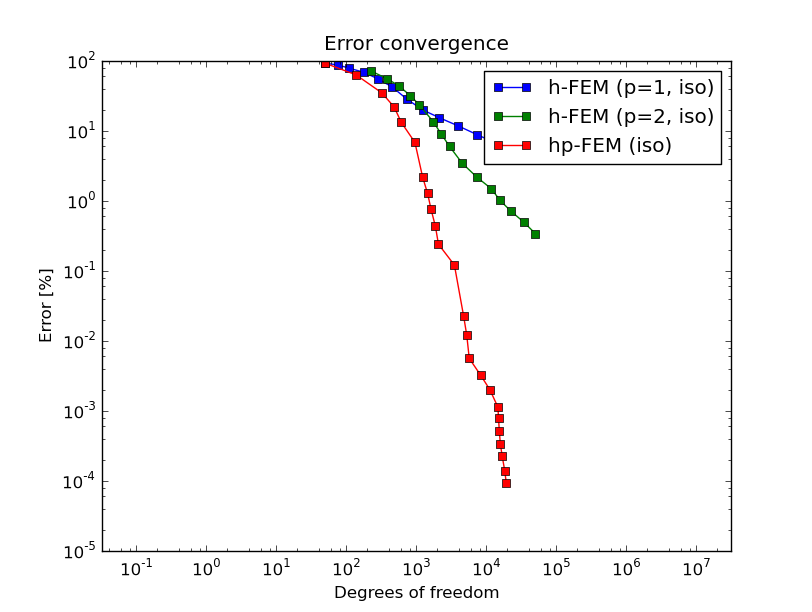 Error convergence
10^2
10^1
10^0
10^-1
10^-2
10^-3
10^-4
10^-5
Error [%]
h-FEM (p=1, iso)
h-FEM (p=2, iso)
hp-FEM (iso)
10^-1
10^0
10^1
10^2
10^3
10^4
10^5
10^6
10^7
Degrees of freedom